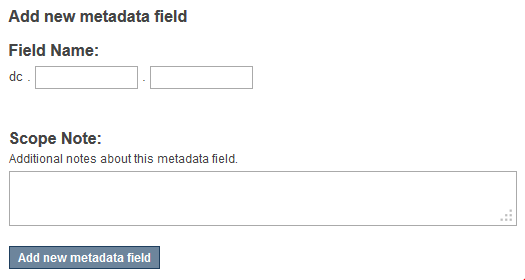 Add new metadata field
Field Name:
dc . .
Scope Note:
Additional notes about this metadata field.
Add new metadata field